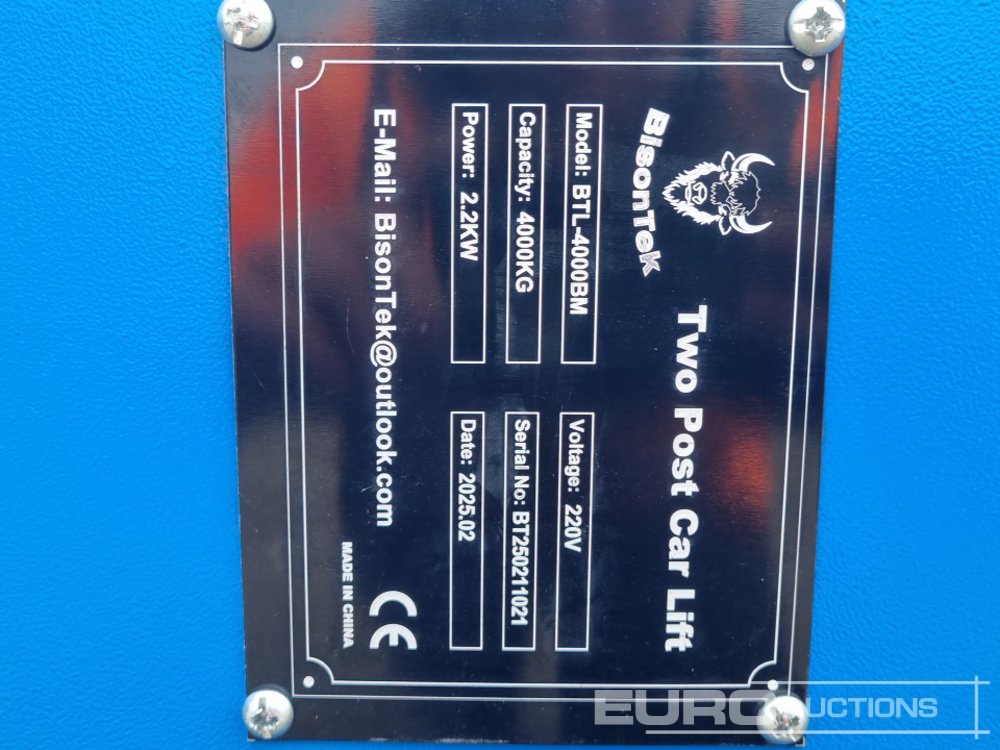 BisonTek
Two Post Car Lift
Model: BTL-4000BM
Voltage: 220V
Capacity: 4000KG
Serial No: BT250211021
Power: 2.2KW
Date: 2025.02
E-Mail: BisonTek@outlook.com
CE
MADE IN CHINA
EURO AUCTIONS